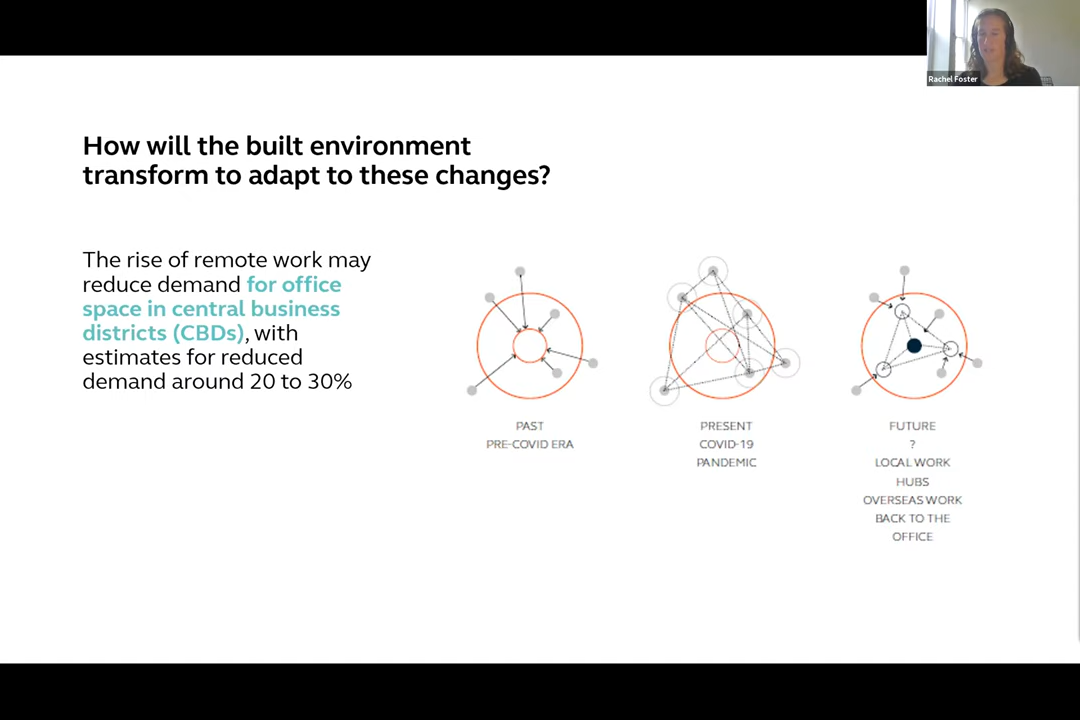 Rachel Foster
How will the built environment
transform to adapt to these changes?
The rise of remote work may
reduce demand for office
space in central business
districts (CBDs), with
estimates for reduced
demand around 20 to 30%
PAST
PRE-COVID ERA
PRESENT
COVID-19
PANDEMIC
FUTURE
?
LOCAL WORK
HUBS
OVERSEAS WORK
BACK TO THE
OFFICE